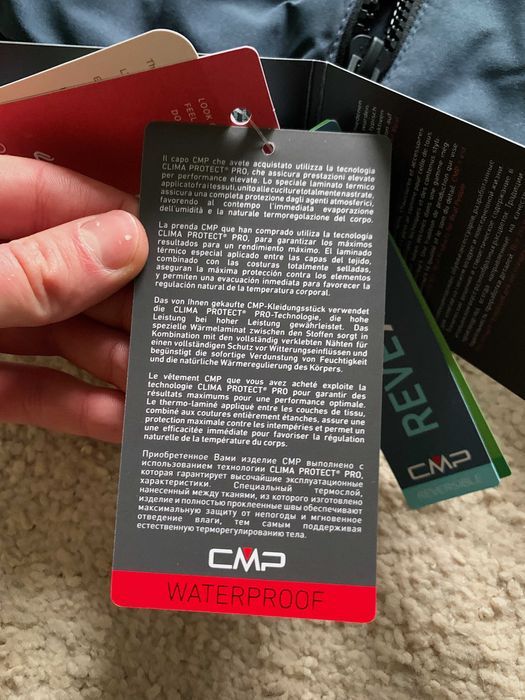 LOOK
FEEL
DO
Il capo CMP che avete acquistato utilizza la tecnologia
CLIMA PROTECT® PRO, che assicura prestazioni elevate
per performance elevate. Lo speciale laminato termico
applicato fra i tessuti, unito alle cuciture totalmente nastrate,
assicura una completa protezione dagli agenti atmosferici,
favorendo al contempo l'immediata evaporazione
dell'umidità e la naturale termoregolazione del corpo.
La prenda CMP que han comprado utiliza la tecnología
CLIMA PROTECT® PRO, para garantizar los máximos
resultados para un rendimiento máximo. El laminado
térmico especial aplicado entre las capas del tejido,
combinado con las costuras totalmente selladas,
aseguran la máxima protección contra los elementos
y permiten una evacuación inmediata para favorecer la
regulación natural de la temperatura corporal.
Das von Ihnen gekaufte CMP-Kleidungsstück verwendet
die CLIMA PROTECT® PRO-Technologie, die hohe
Leistung bei hoher Leistung gewährleistet. Das
spezielle Wärmelaminat zwischen den Stoffen sorgt in
Kombination mit den vollständig verklebten Nähten für
einen vollständigen Schutz vor Witterungseinflüssen und
begünstigt die sofortige Verdunstung von Feuchtigkeit
und die natürliche Wärmeregulierung des Körpers.
Le vêtement CMP que vous avez acheté exploite la
technologie CLIMA PROTECT® PRO pour garantir des
résultats maximums pour une performance optimale.
Le thermo-laminé appliqué entre les couches de tissu,
combiné aux coutures entièrement étanches, assure une
protection maximale contre les intempéries et permet un
une efficacité immédiate pour favoriser la régulation
naturelle de la température du corps.
Приобретенное Вами изделие CMP выполнено с
использованием технологии CLIMA PROTECT® PRO,
которая гарантирует высочайшие эксплуатационные
характеристики. Специальный термослой,
нанесенный между тканями, из которого изготовлено
изделие и полностью проклеенные швы обеспечивают
максимальную защиту от непогоды и мгновенное
отведение влаги, тем самым поддерживая
естественную терморегулированию тела.
CMP
WATERPROOF
REVE
CMP
REVERSIBLE